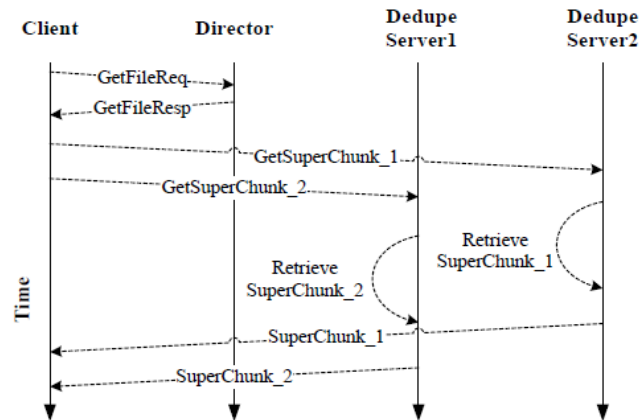 Client
Director
Dedupe
Server1
Dedupe
Server2
GetFileReq
GetFileResp
GetSuperChunk_1
GetSuperChunk_2
Retrieve
SuperChunk_1
Retrieve
SuperChunk_2
Time
SuperChunk_1
SuperChunk_2